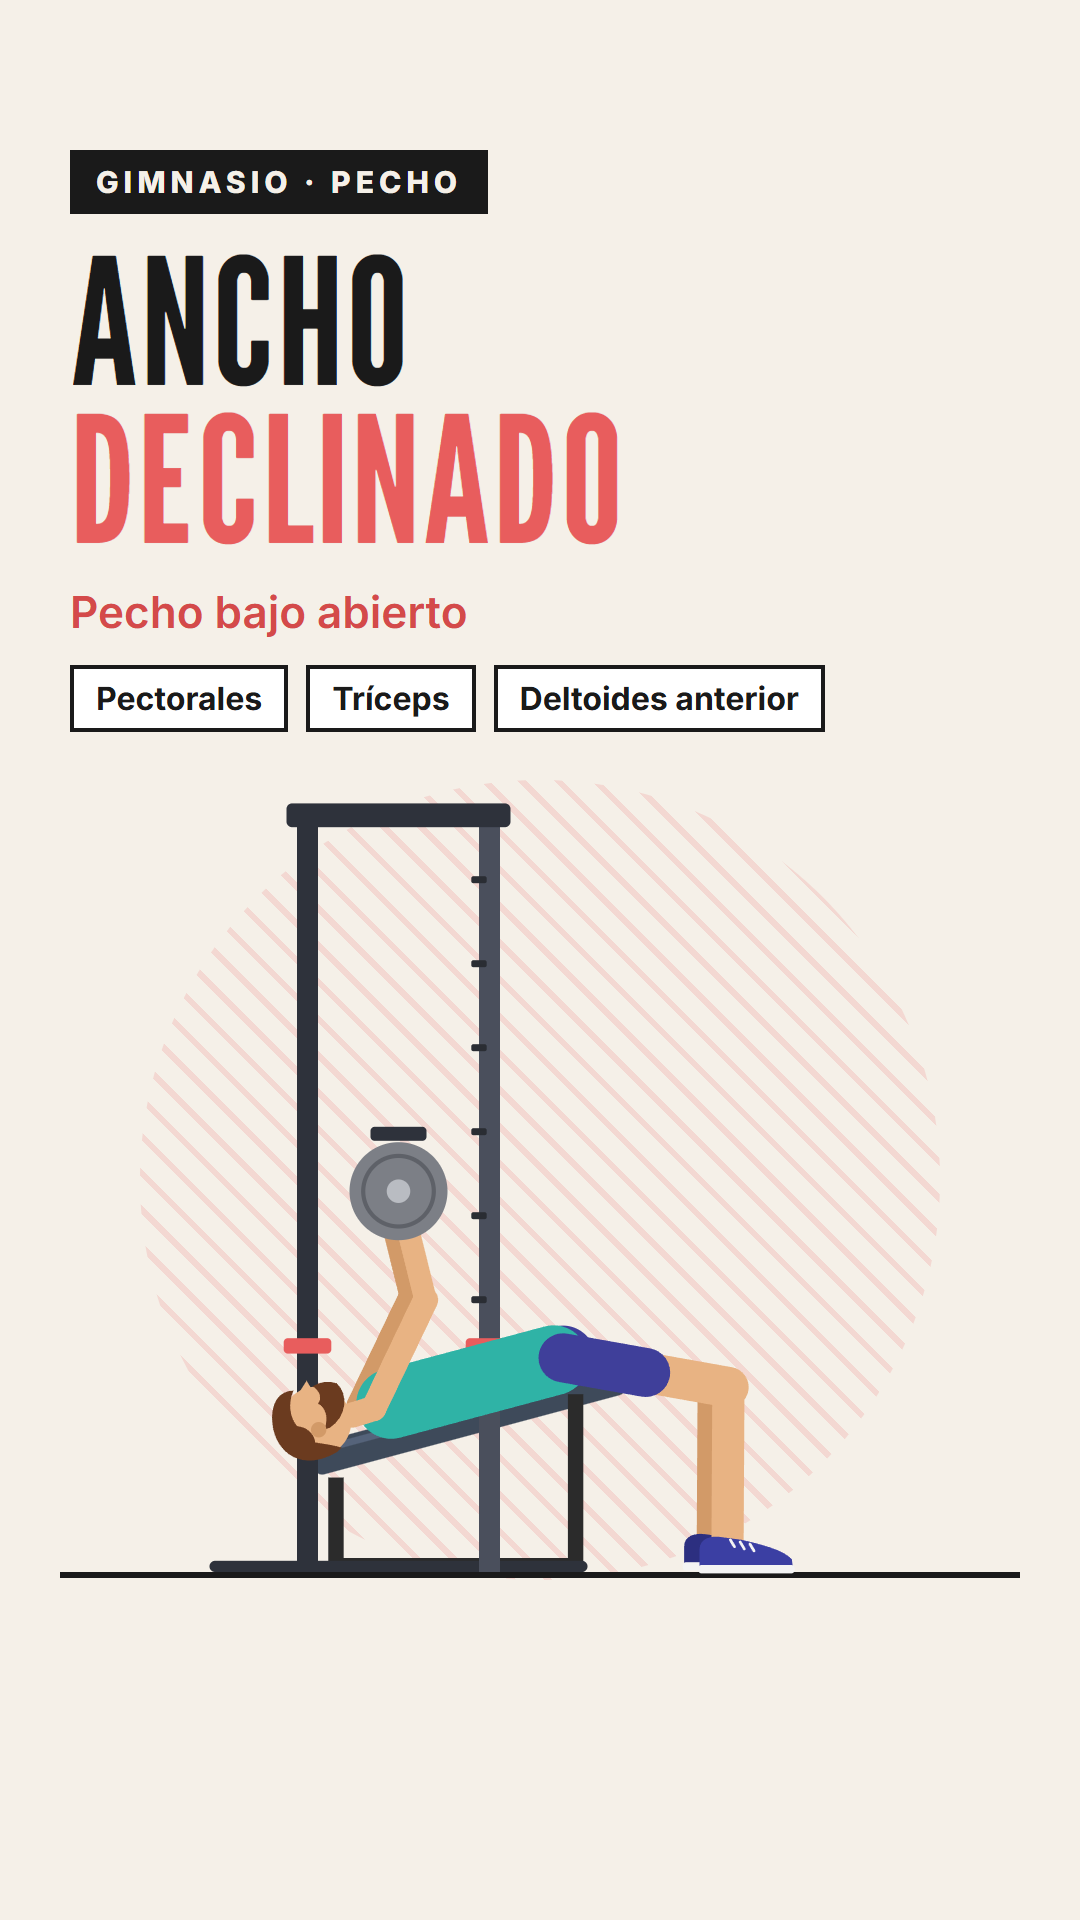 GIMNASIO · PECHO
ANCHO
DECLINADO
Pecho bajo abierto
Pectorales
Tríceps
Deltoides anterior